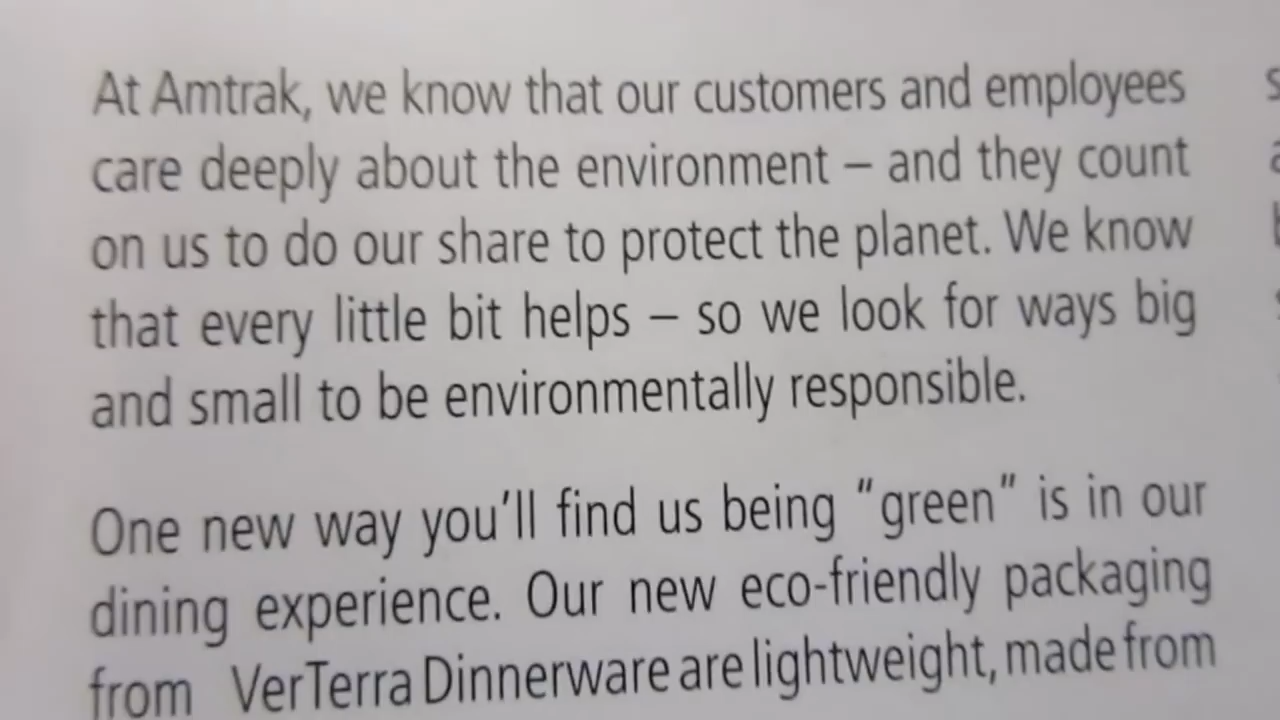 At Amtrak, we know that our customers and employees
care deeply about the environment – and they count
on us to do our share to protect the planet. We know
that every little bit helps – so we look for ways big
and small to be environmentally responsible.
One new way you'll find us being "green" is in our
dining experience. Our new eco-friendly packaging
from VerTerra Dinnerware are lightweight, made from